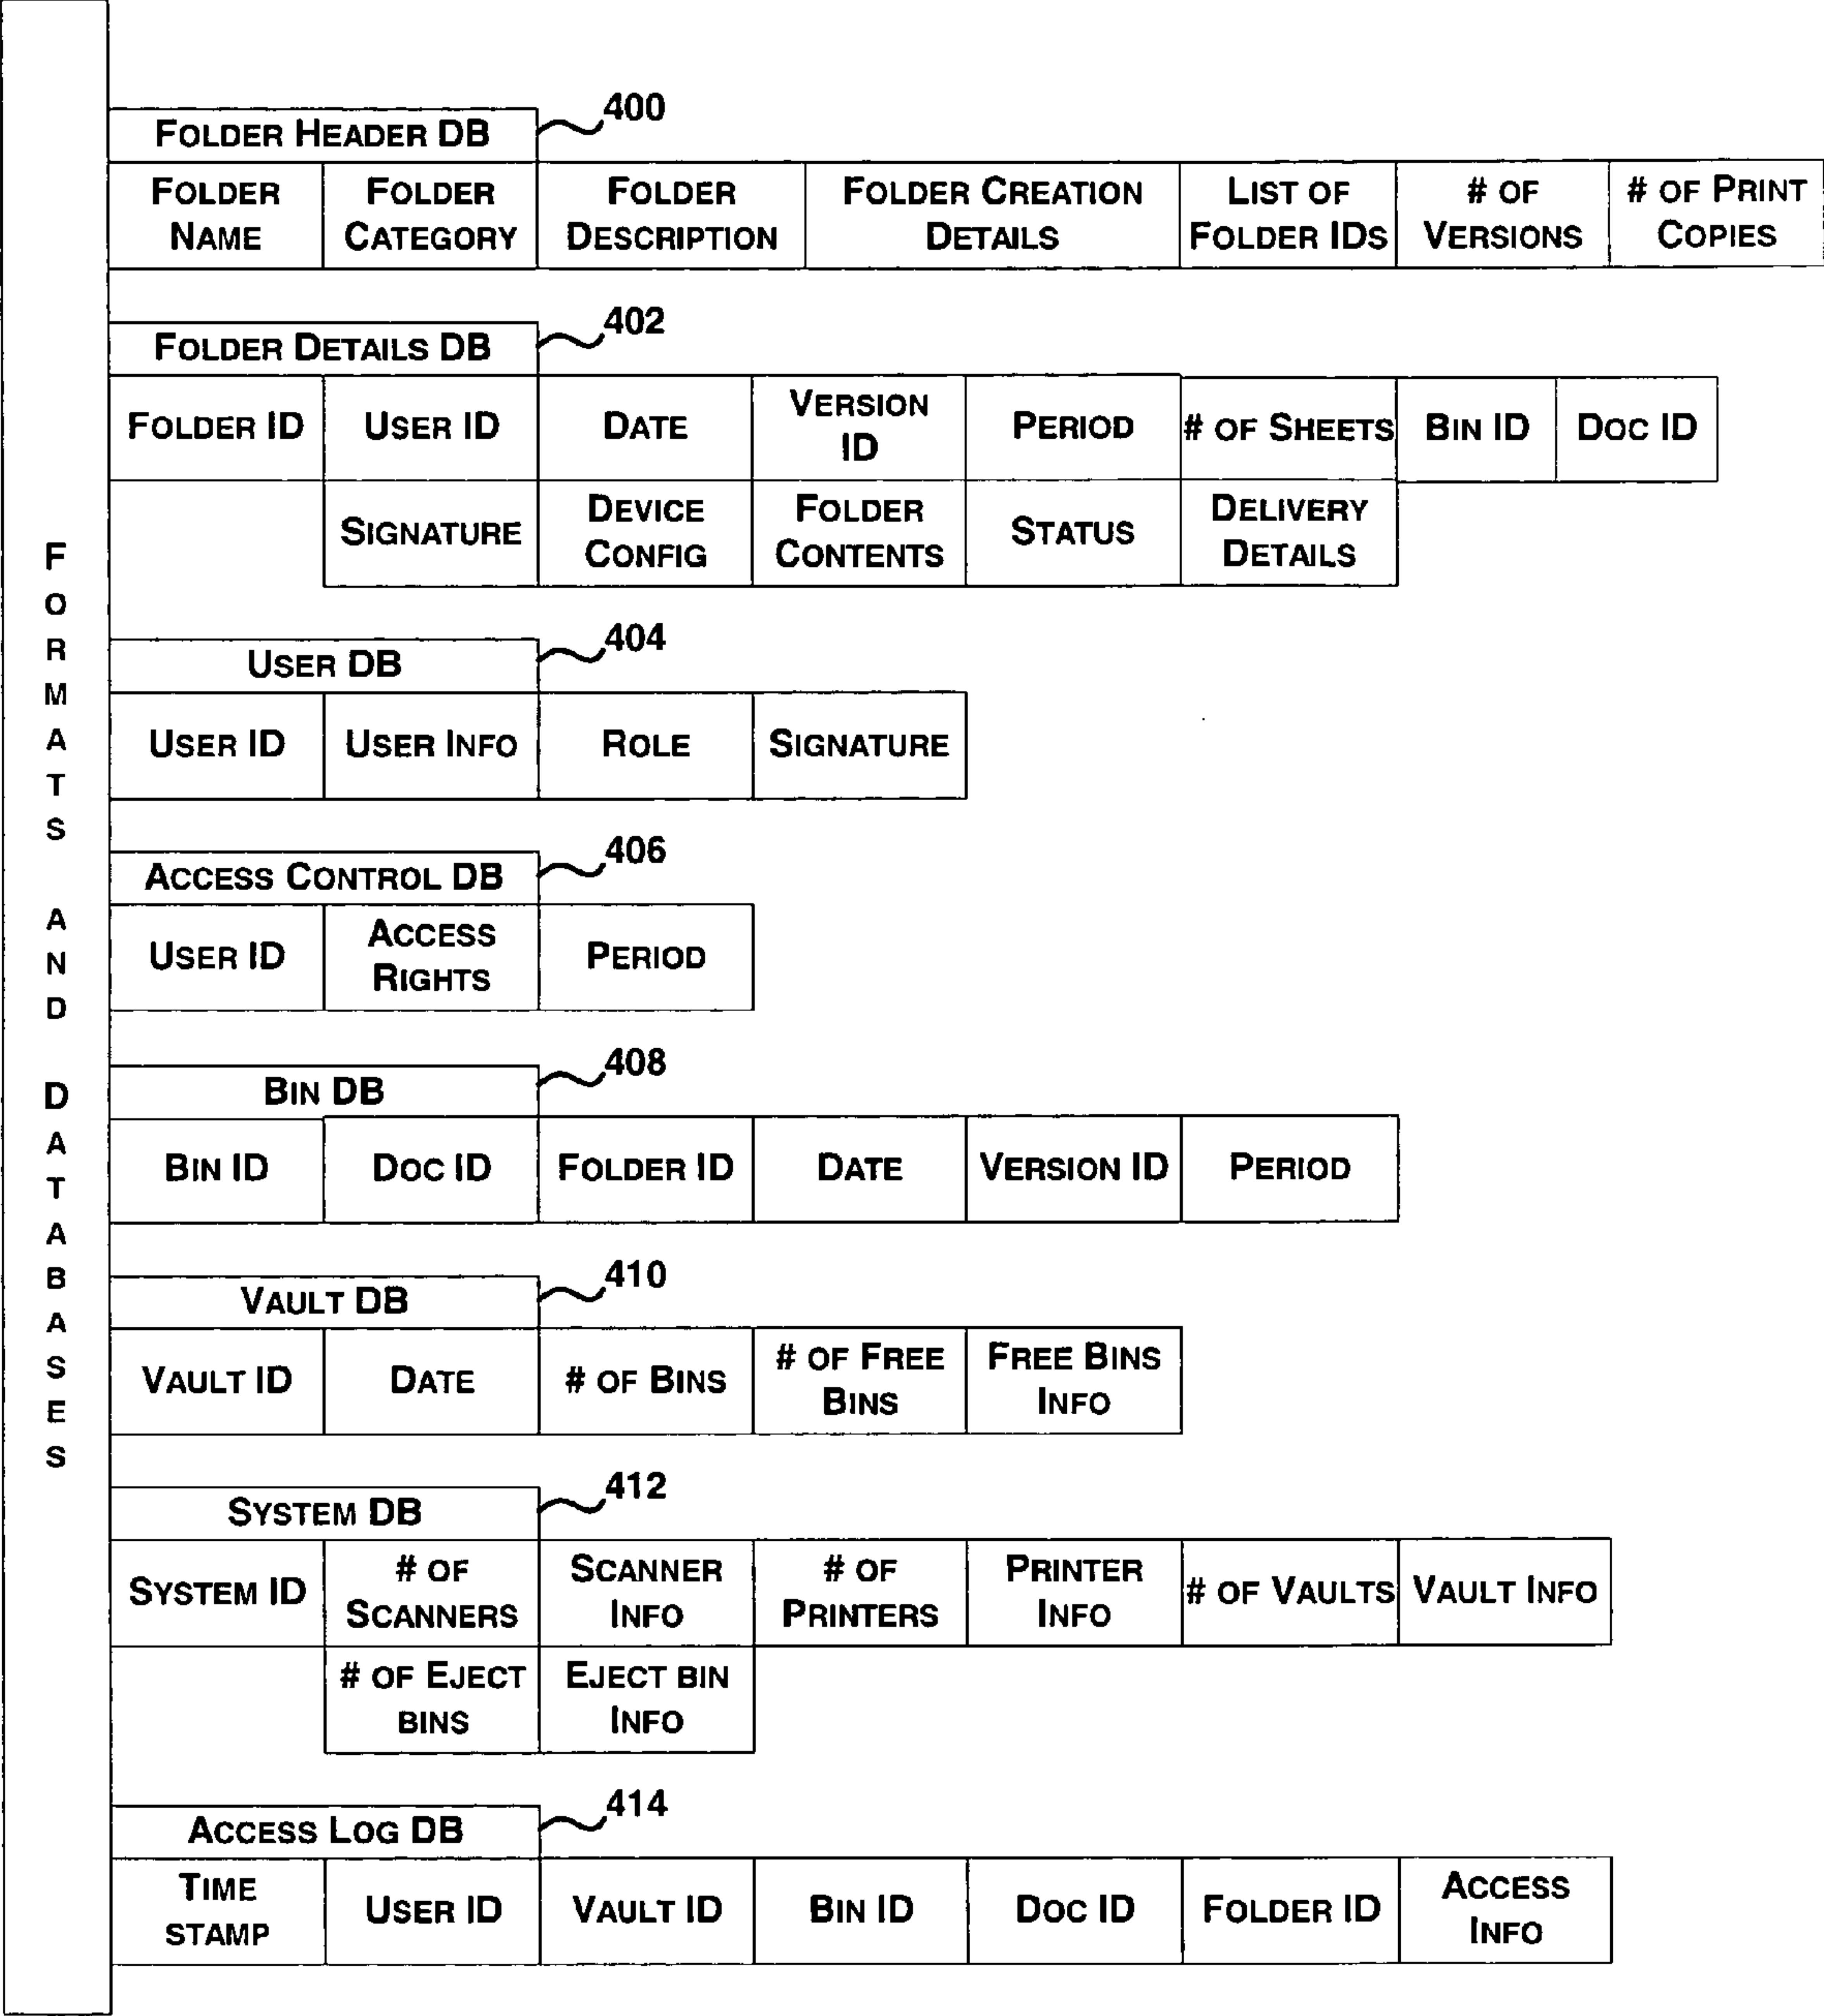 FORMATS AND DATABASES
FOLDER HEADER DB
400
FOLDER
NAME
FOLDER
CATEGORY
FOLDER
DESCRIPTION
FOLDER CREATION
DETAILS
LIST OF
FOLDER IDS
# OF
VERSIONS
# OF PRINT
COPIES
FOLDER DETAILS DB
402
FOLDER ID
USER ID
DATE
VERSION
ID
PERIOD
# OF SHEETS
BIN ID
DOC ID
SIGNATURE
DEVICE
CONFIG
FOLDER
CONTENTS
STATUS
DELIVERY
DETAILS
USER DB
404
USER ID
USER INFO
ROLE
SIGNATURE
ACCESS CONTROL DB
406
USER ID
ACCESS
RIGHTS
PERIOD
BIN DB
408
BIN ID
DOC ID
FOLDER ID
DATE
VERSION ID
PERIOD
VAULT DB
410
VAULT ID
DATE
# OF BINS
# OF FREE
BINS
FREE BINS
INFO
SYSTEM DB
412
SYSTEM ID
# OF
SCANNERS
SCANNER
INFO
# OF
PRINTERS
PRINTER
INFO
# OF VAULTS
VAULT INFO
# OF EJECT
BINS
EJECT BIN
INFO
ACCESS LOG DB
414
TIME
STAMP
USER ID
VAULT ID
BIN ID
DOC ID
FOLDER ID
ACCESS
INFO